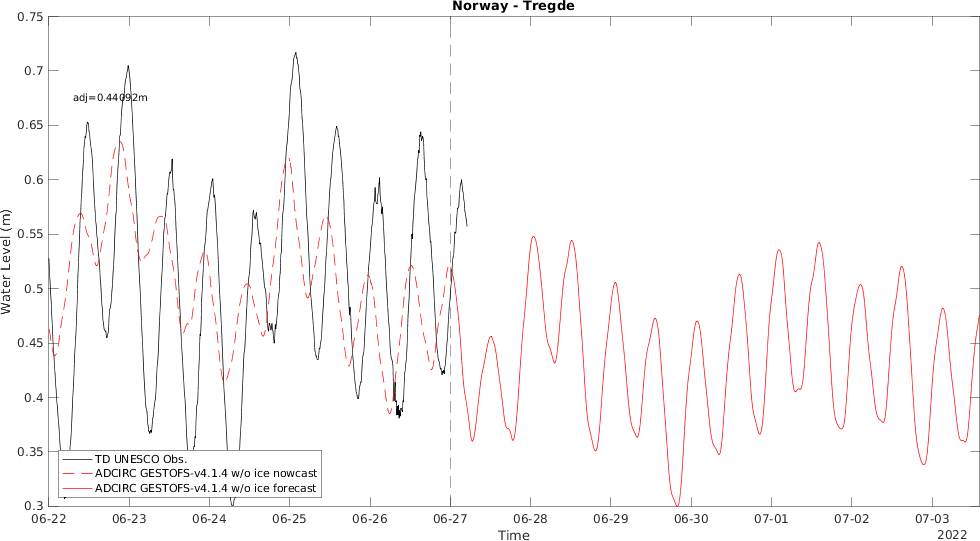 Norway - Tregde
0.75
0.7
0.65
0.6
0.55
0.5
0.45
0.4
0.35
0.3
Water Level (m)
adj=0.44092m
TD UNESCO Obs.
ADCIRC GESTOFS-v4.1.4 w/o ice nowcast
ADCIRC GESTOFS-v4.1.4 w/o ice forecast
06-22 06-23 06-24 06-25 06-26 06-27 06-28 06-29 06-30 07-01 07-02 07-03
Time
2022